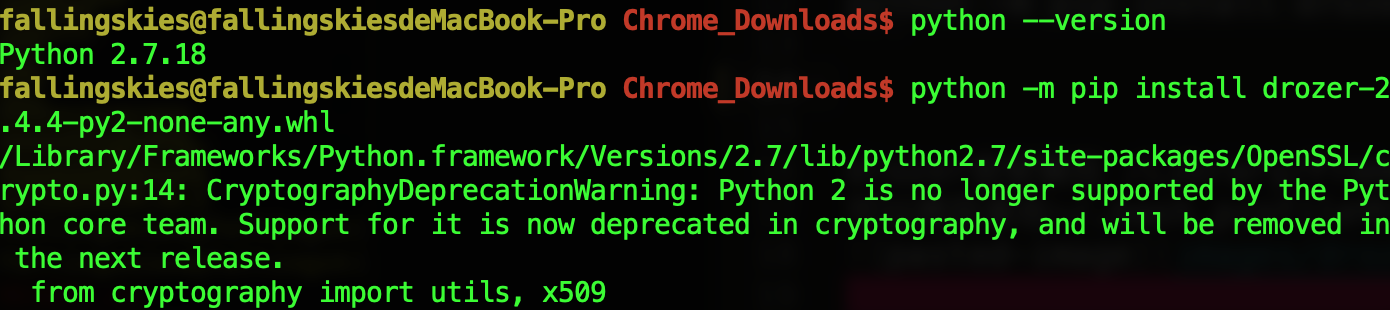 fallingskies@fallingskiesdeMacBook-Pro Chrome_Downloads$ python --version
Python 2.7.18
fallingskies@fallingskiesdeMacBook-Pro Chrome_Downloads$ python -m pip install drozer-2
.4.4-py2-none-any.whl
/Library/Frameworks/Python.framework/Versions/2.7/lib/python2.7/site-packages/OpenSSL/c
rypto.py:14: CryptographyDeprecationWarning: Python 2 is no longer supported by the Pyt
hon core team. Support for it is now deprecated in cryptography, and will be removed in
 the next release.
  from cryptography import utils, x509